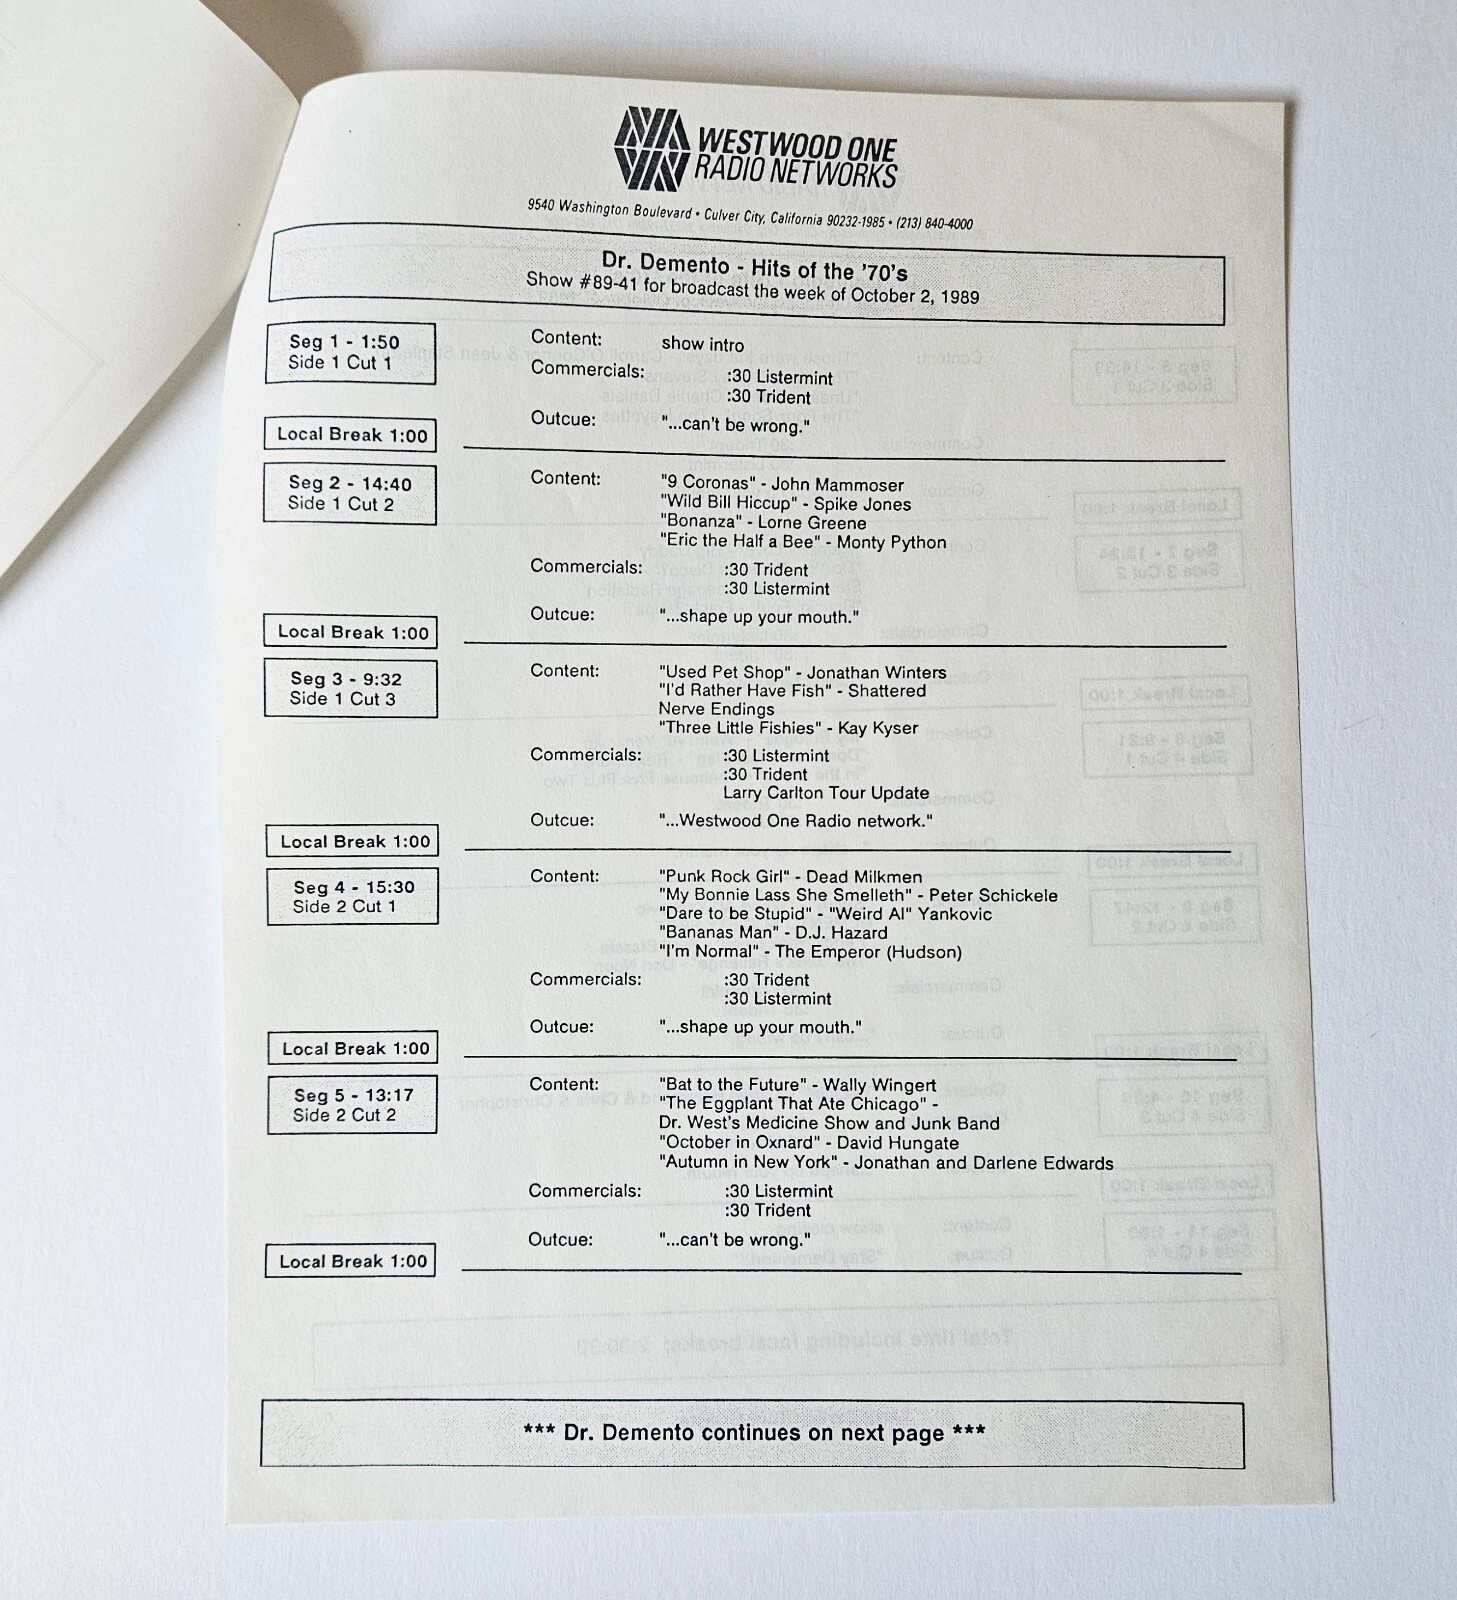 WESTWOOD ONE
RADIO NETWORKS
9540 Washington Boulevard • Culver City, California 90232-1985 • (213) 840-4000
Dr. Demento - Hits of the '70's
Show #89-41 for broadcast the week of October 2, 1989
Seg 1 - 1:50
Side 1 Cut 1
Content: show intro
Commercials: :30 Listermint
:30 Trident
Outcue: "...can't be wrong."
Local Break 1:00
Seg 2 - 14:40
Side 1 Cut 2
Content: "9 Coronas" - John Mammoser
"Wild Bill Hiccup" - Spike Jones
"Bonanza" - Lorne Greene
"Eric the Half a Bee" - Monty Python
Commercials: :30 Trident
:30 Listermint
Outcue: "...shape up your mouth."
Local Break 1:00
Seg 3 - 9:32
Side 1 Cut 3
Content: "Used Pet Shop" - Jonathan Winters
"I'd Rather Have Fish" - Shattered
Nerve Endings
"Three Little Fishies" - Kay Kyser
Commercials: :30 Listermint
:30 Trident
Larry Carlton Tour Update
Outcue: "...Westwood One Radio network."
Local Break 1:00
Seg 4 - 15:30
Side 2 Cut 1
Content: "Punk Rock Girl" - Dead Milkmen
"My Bonnie Lass She Smelleth" - Peter Schickele
"Dare to be Stupid" - "Weird Al" Yankovic
"Bananas Man" - D.J. Hazard
"I'm Normal" - The Emperor (Hudson)
Commercials: :30 Trident
:30 Listermint
Outcue: "...shape up your mouth."
Local Break 1:00
Seg 5 - 13:17
Side 2 Cut 2
Content: "Bat to the Future" - Wally Wingert
"The Eggplant That Ate Chicago" -
Dr. West's Medicine Show and Junk Band
"October in Oxnard" - David Hungate
"Autumn in New York" - Jonathan and Darlene Edwards
Commercials: :30 Listermint
:30 Trident
Outcue: "...can't be wrong."
Local Break 1:00
*** Dr. Demento continues on next page ***